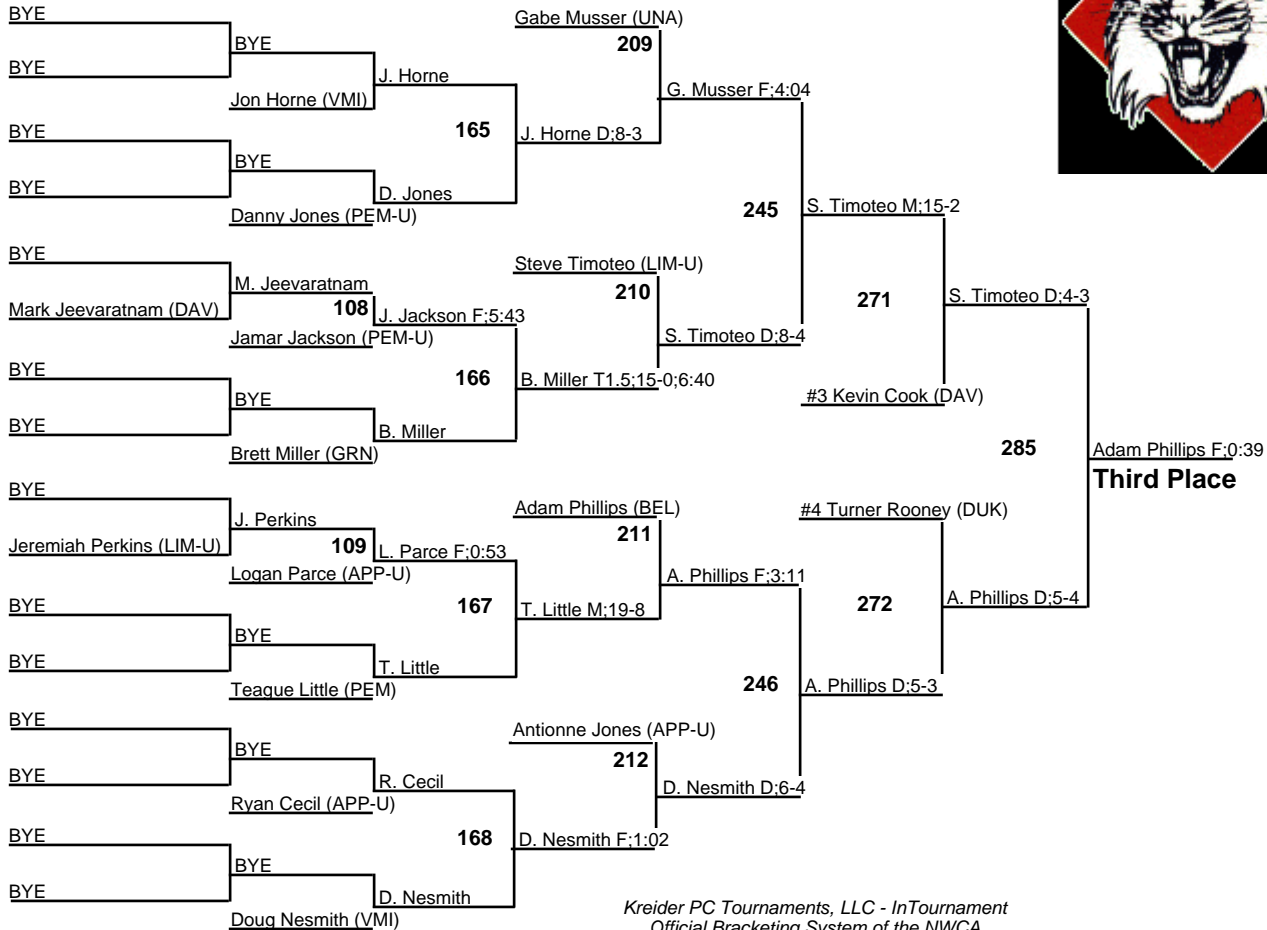 BYE
Gabe Musser (UNA)
209
BYE
BYE
J. Horne
G. Musser F;4:04
Jon Horne (VMI)
165
J. Horne D;8-3
BYE
BYE
BYE
D. Jones
Danny Jones (PEM-U)
245
S. Timoteo M;15-2
BYE
Steve Timoteo (LIM-U)
M. Jeevaratnam
210
271
S. Timoteo D;4-3
Mark Jeevaratnam (DAV)
108
J. Jackson F;5:43
Jamar Jackson (PEM-U)
S. Timoteo D;8-4
BYE
166
B. Miller T1.5;15-0;6:40
#3 Kevin Cook (DAV)
BYE
BYE
B. Miller
Brett Miller (GRN)
285
Adam Phillips F;0:39
Third Place
BYE
Adam Phillips (BEL)
#4 Turner Rooney (DUK)
J. Perkins
211
Jeremiah Perkins (LIM-U)
109
L. Parce F;0:53
Logan Parce (APP-U)
A. Phillips F;3:11
BYE
167
T. Little M;19-8
272
A. Phillips D;5-4
BYE
BYE
T. Little
Teague Little (PEM)
246
A. Phillips D;5-3
BYE
Antionne Jones (APP-U)
BYE
212
BYE
R. Cecil
D. Nesmith D;6-4
Ryan Cecil (APP-U)
BYE
168
D. Nesmith F;1:02
BYE
BYE
D. Nesmith
Doug Nesmith (VMI)
Kreider PC Tournaments, LLC - InTournament
Official Bracketing System of the NWCA